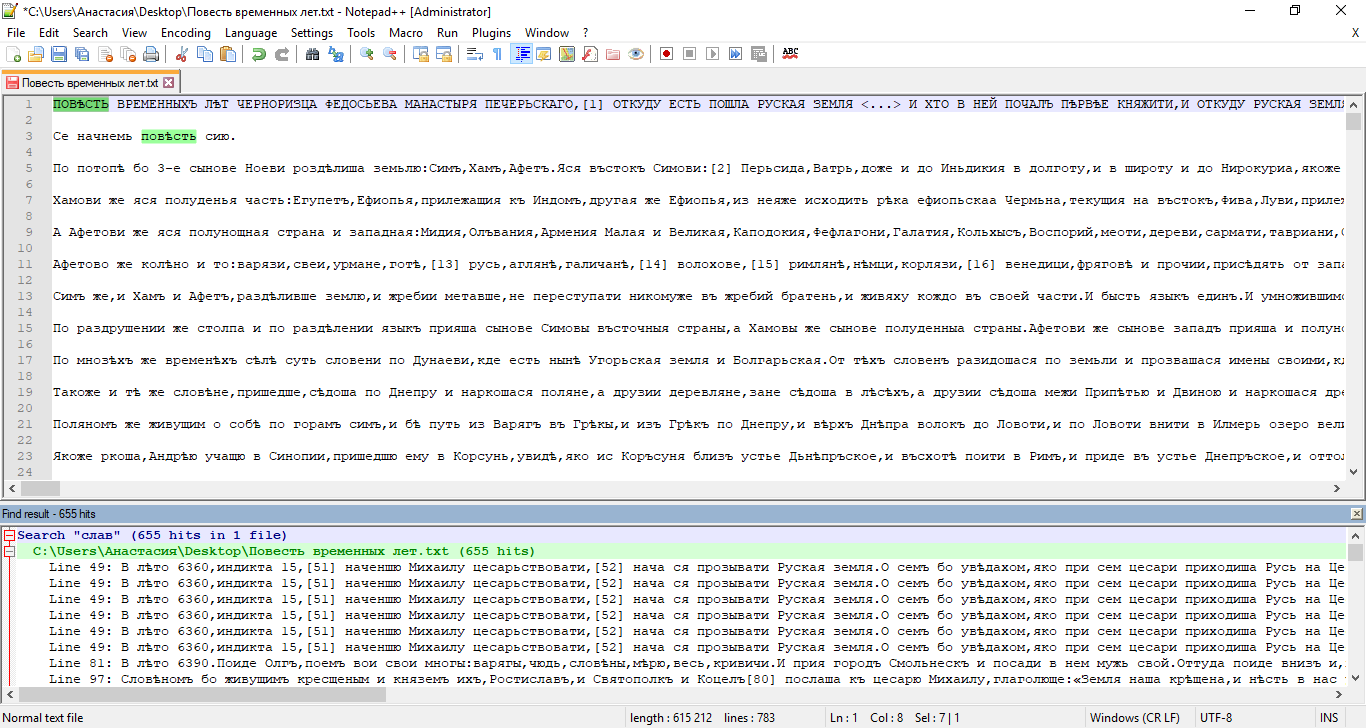 *C:\Users\Анастасия\Desktop\Повесть временных лет.txt - Notepad++ [Administrator]
File Edit Search View Encoding Language Settings Tools Macro Run Plugins Window ? X
Повесть временных лет.txt
1 ПОВѢСТЬ ВРЕМЕННЫХЪ ЛѢТ ЧЕРНОРИЗЦА ФЕДОСЬЕВА МАНАСТЫРЯ ПЕЧЕРЬСКАГО,[1] ОТКУДУ ЕСТЬ ПОШЛА РУСКАЯ ЗЕМЛЯ <...> И ХТО В НЕЙ ПОЧАЛЪ ПѢРВѢЕ КНЯЖИТИ,И ОТКУДУ РУСКАЯ ЗЕМЛЯ
2
3 Се начнемь повѣсть сию.
4
5 По потопѣ бо 3-е сынове Ноеви роздѣлиша земьлю:Симъ,Хамъ,Афетъ.Яся въстокъ Симови:[2] Перьсида,Ватрь,доже и до Иньдикия в долготу,и в широту и до Нирокуриа,якоже
6
7 Хамови же яся полуденья часть:Егупетъ,Ефиопья,прилежащия къ Индомъ,другая же Ефиопья,из неяже исходить рѣка ефиопьскаа Чермьна,текущия на въстокъ,Фива,Луви,прилеж
8
9 А Афетови же яся полунощная страна и западная:Мидия,Олъвания,Армения Малая и Великая,Каподокия,Фефлагони,Галатия,Кольхысъ,Воспорий,меоти,дереви,сармати,тавриани,
10
11 Афетово же колѣно и то:варязи,свеи,урмане,готѣ,[13] русь,аглянѣ,галичанѣ,[14] волохове,[15] римлянѣ,нѣмци,корлязи,[16] венедици,фряговѣ и прочии,присѣдять от запа
12
13 Симъ же,и Хамъ и Афетъ,раздѣливше землю,и жребии метавше,не переступати никомуже въ жребий братень,и живяху кождо въ своей части.И бысть языкъ единъ.И умножившимс
14
15 По раздрушении же столпа и по раздѣлении языкъ прияша сынове Симовы въсточныя страны,а Хамовы же сынове полуденныа страны.Афетови же сынове западъ прияша и полуно
16
17 По мнозѣхъ же временѣхъ сѣлѣ суть словени по Дунаеви,кде есть нынѣ Угорьская земля и Болгарьская.От тѣхъ словенъ разидошася по земьли и прозвашася имены своими,кд
18
19 Такоже и тѣ же словѣне,пришедше,сѣдоша по Днепру и наркошася поляне,а друзии деревляне,зане сѣдоша в лѣсѣхъ,а друзии сѣдоша межи Припѣтью и Двиною и наркошася дре
20
21 Поляномъ же живущим о собѣ по горамъ симъ,и бѣ путь из Варягъ въ Грѣкы,и изъ Грѣкъ по Днепру,и вѣрхъ Днѣпра волокъ до Ловоти,и по Ловоти внити в Илмерь озеро вели
22
23 Якоже ркоша,Андрѣю учащю в Синопии,пришедшю ему в Корсунь,увидѣ,яко ис Коръсуня близъ устье Дьнѣпрьское,и въсхотѣ поити в Римъ,и приде въ устье Днепрьское,и оттол
24
Find result - 655 hits
Search "слав" (655 hits in 1 file)
C:\Users\Анастасия\Desktop\Повесть временных лет.txt (655 hits)
Line 49: В лѣто 6360,индикта 15,[51] наченшю Михаилу цесарьствовати,[52] нача ся прозывати Руская земля.О семъ бо увѣдахом,яко при сем цесари приходиша Русь на Це
Line 49: В лѣто 6360,индикта 15,[51] наченшю Михаилу цесарьствовати,[52] нача ся прозывати Руская земля.О семъ бо увѣдахом,яко при сем цесари приходиша Русь на Це
Line 49: В лѣто 6360,индикта 15,[51] наченшю Михаилу цесарьствовати,[52] нача ся прозывати Руская земля.О семъ бо увѣдахом,яко при сем цесари приходиша Русь на Це
Line 49: В лѣто 6360,индикта 15,[51] наченшю Михаилу цесарьствовати,[52] нача ся прозывати Руская земля.О семъ бо увѣдахом,яко при сем цесари приходиша Русь на Це
Line 49: В лѣто 6360,индикта 15,[51] наченшю Михаилу цесарьствовати,[52] нача ся прозывати Руская земля.О семъ бо увѣдахом,яко при сем цесари приходиша Русь на Це
Line 49: В лѣто 6360,индикта 15,[51] наченшю Михаилу цесарьствовати,[52] нача ся прозывати Руская земля.О семъ бо увѣдахом,яко при сем цесари приходиша Русь на Це
Line 81: В лѣто 6390.Поиде Олгъ,поемъ вои свои многы:варягы,чюдь,словѣны,мѣрю,весь,кривичи.И прия городъ Смольнескъ и посади в нем мужь свой.Оттуда поиде внизъ и,
Line 97: Словѣномъ бо живущимъ кресщеным и княземъ ихъ,Ростиславъ,и Святополкъ и Коцелъ[80] послаша къ цесарю Михаилу,глаголюще:«Земля наша крѣщена,и нѣсть в нас
Normal text file length : 615 212 lines : 783 Ln : 1 Col : 8 Sel : 7 | 1 Windows (CR LF) UTF-8 INS